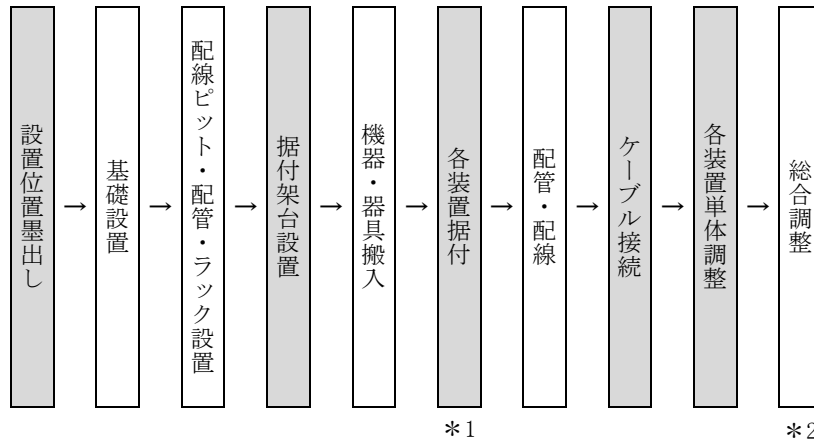 設置位置墨出し
→
基礎設置
→
配線ピット・配管・ラック設置
→
据付架台設置
→
機器・器具搬入
→
各装置据付
→
配管・配線
→
ケーブル接続
→
各装置単体調整
→
総合調整
*1
*2